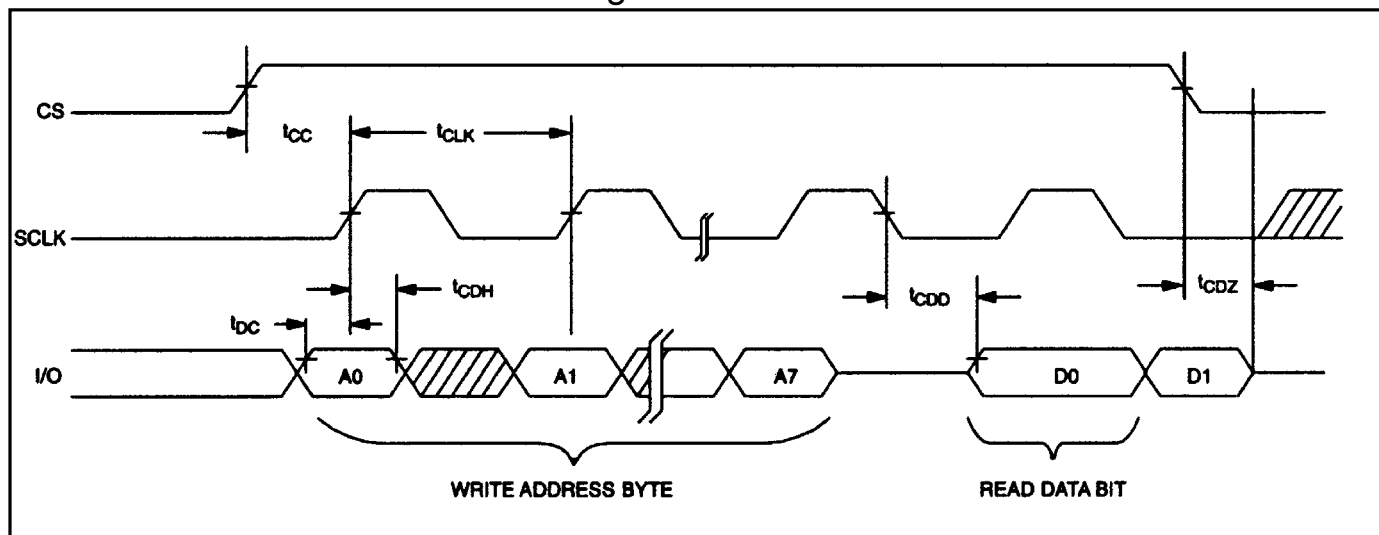 CS
tCC
tCLK
SCLK
tCDH
tCDD
tCDZ
tDC
I/O
A0
A1
A7
D0
D1
WRITE ADDRESS BYTE
READ DATA BIT